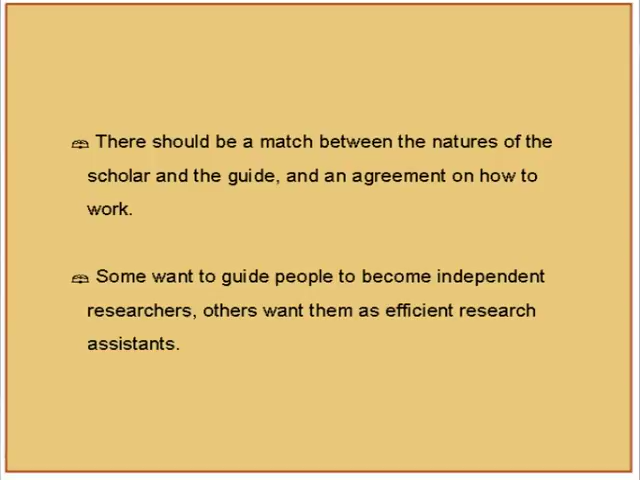 There should be a match between the natures of the
scholar and the guide, and an agreement on how to
work.
Some want to guide people to become independent
researchers, others want them as efficient research
assistants.